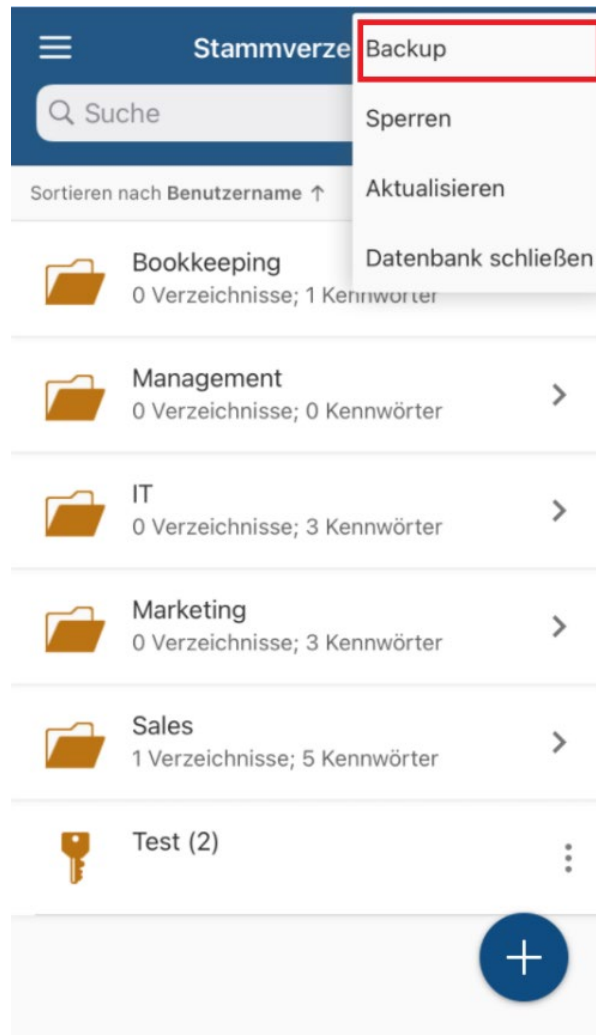 Stammverze
Backup
Suche
Sperren
Sortieren nach Benutzername ↑
Aktualisieren
Datenbank schließen
Bookkeeping
0 Verzeichnisse; 1 Kennwörter
Management
0 Verzeichnisse; 0 Kennwörter
IT
0 Verzeichnisse; 3 Kennwörter
Marketing
0 Verzeichnisse; 3 Kennwörter
Sales
1 Verzeichnisse; 5 Kennwörter
Test (2)